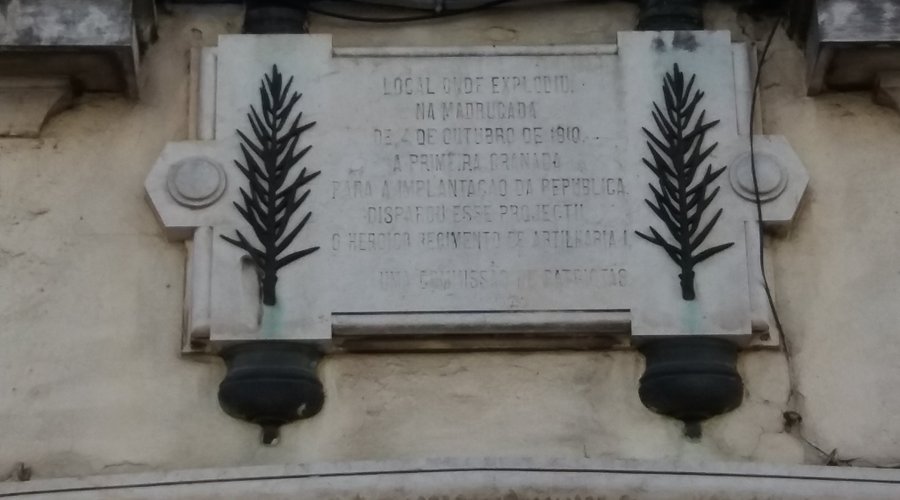 LOCAL ONDE EXPLODIU
NA MADRUGADA
DE 4 DE OUTUBRO DE 1910
A PRIMEIRA GRANADA
PARA A IMPLANTAÇÃO DA REPUBLICA.
DISPAROU ESSE PROJECTIL
O HEROICO REGIMENTO DE ARTILHARIA 1.
UMA COMMISSÃO DE PATRIOTAS